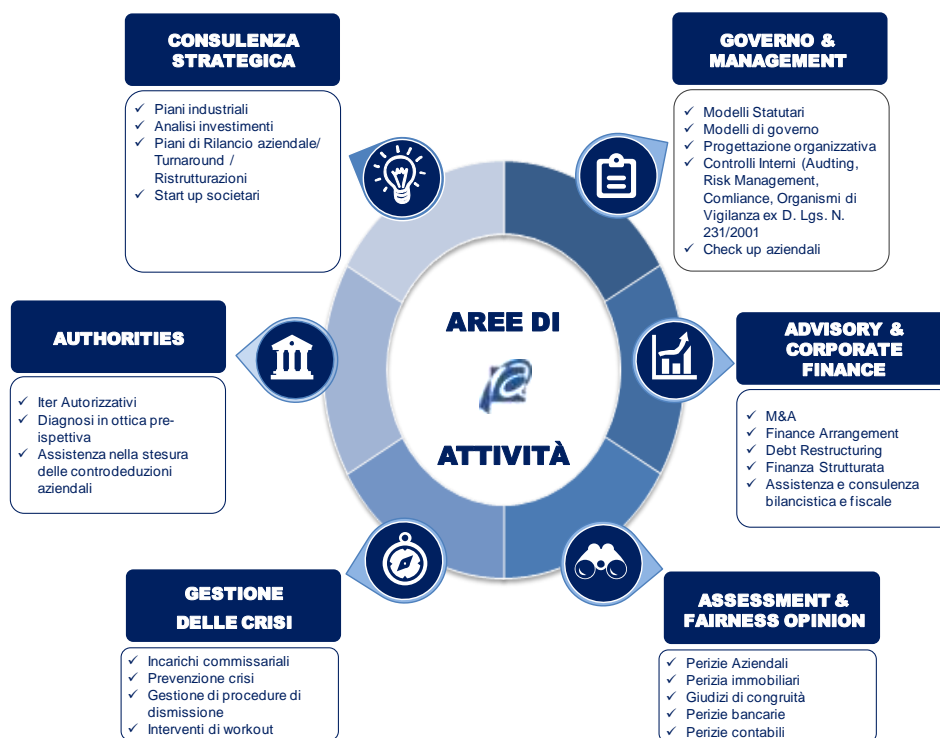 CONSULENZA
STRATEGICA
✓ Piani industriali
✓ Analisi investimenti
✓ Piani di Rilancio aziendale/
Turnaround /
Ristrutturazioni
✓ Start up societari
GOVERNO &
MANAGEMENT
✓ Modelli Statutari
✓ Modelli di governo
✓ Progettazione organizzativa
✓ Controlli Interni (Audting,
Risk Management,
Comliance, Organismi di
Vigilanza ex D. Lgs. N.
231/2001
✓ Check up aziendali
AUTHORITIES
✓ Iter Autorizzativi
✓ Diagnosi in ottica pre-
ispettiva
✓ Assistenza nella stesura
delle controdeduzioni
aziendali
AREE DI
ATTIVITÀ
ADVISORY &
CORPORATE
FINANCE
✓ M&A
✓ Finance Arrangement
✓ Debt Restructuring
✓ Finanza Strutturata
✓ Assistenza e consulenza
bilancistica e fiscale
GESTIONE
DELLE CRISI
✓ Incarichi commissariali
✓ Prevenzione crisi
✓ Gestione di procedure di
dismissione
✓ Interventi di workout
ASSESSMENT &
FAIRNESS OPINION
✓ Perizie Aziendali
✓ Perizia immobiliari
✓ Giudizi di congruità
✓ Perizie bancarie
✓ Perizie contabili